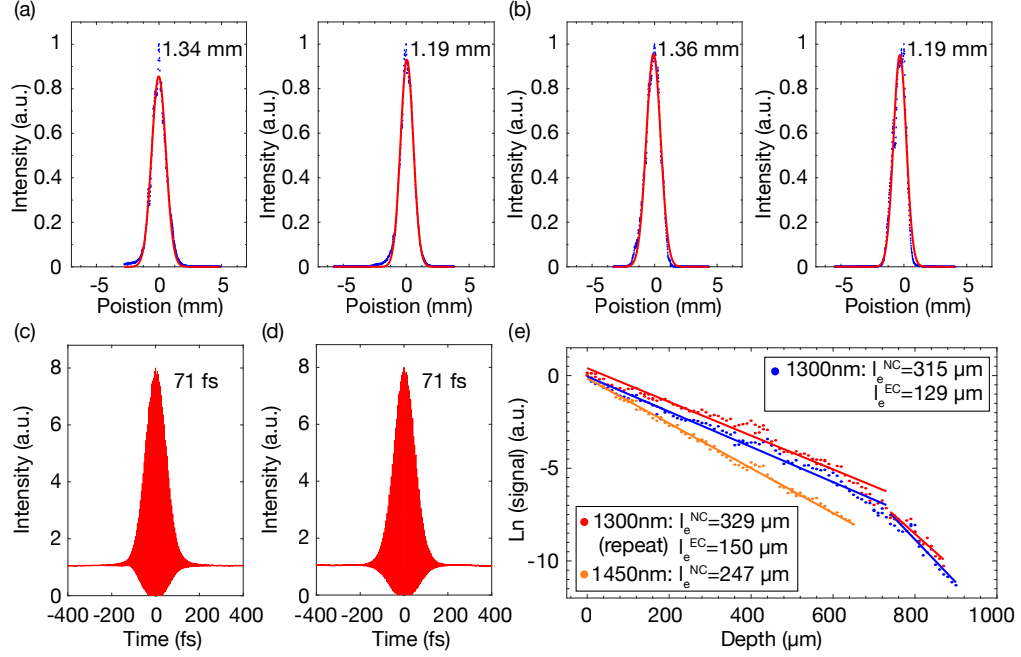 (a)
1.34 mm
1.19 mm
1
0.8
0.6
0.4
0.2
0
Intensity (a.u.)
-5 0 5
Poistion (mm)
1
0.8
0.6
0.4
0.2
0
Intensity (a.u.)
-5 0 5
Poistion (mm)
(b)
1.36 mm
1.19 mm
1
0.8
0.6
0.4
0.2
0
Intensity (a.u.)
-5 0 5
Poistion (mm)
1
0.8
0.6
0.4
0.2
0
Intensity (a.u.)
-5 0 5
Poistion (mm)
(c)
71 fs
8
6
4
2
0
Intensity (a.u.)
-400 -200 0 200 400
Time (fs)
(d)
71 fs
8
6
4
2
0
Intensity (a.u.)
-400 -200 0 200 400
Time (fs)
(e)
1300nm: l_e^NC=315 µm
l_e^EC=129 µm
0
-5
-10
Ln (signal) (a.u.)
1300nm: l_e^NC=329 µm
(repeat) l_e^EC=150 µm
1450nm: l_e^NC=247 µm
0 200 400 600 800 1000
Depth (µm)